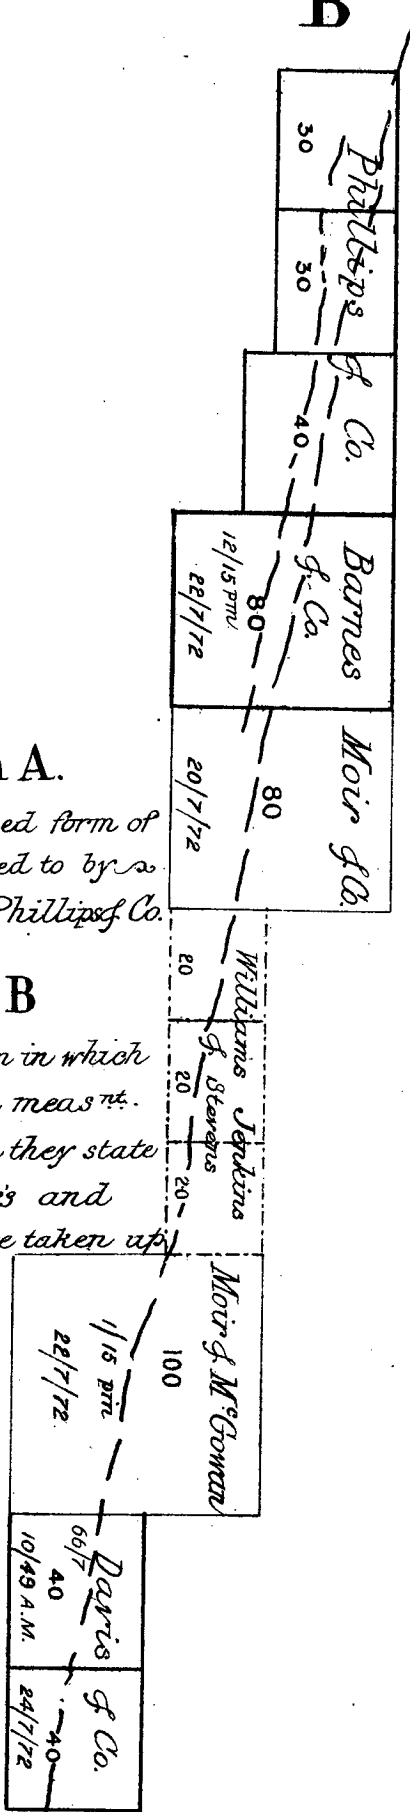 B
30
Phillips & Co.
30
40
Barnes
& Co.
80
12/15 pm
22/7/72
Moir & Co.
80
20/7/72
A.
ed form of
ed to by
Phillips & Co.
B
in which
meas nt.
they state
's and
e taken up
Williams Jenkins
& Stevens
20
20
20
Moir & McGowan
100
1/15 pm
22/7/72
Davis & Co.
66/7
40
10/49 A.M.
40
24/7/72